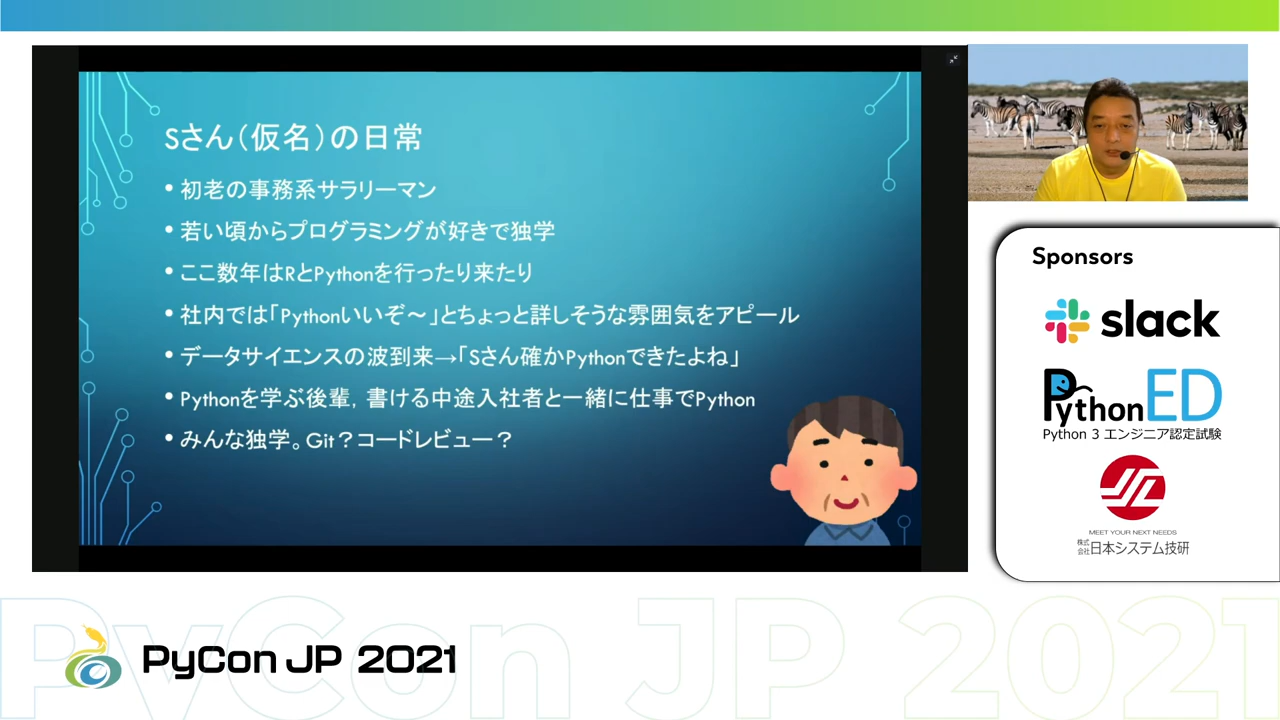 Sさん(仮名)の日常
• 初老の事務系サラリーマン
• 若い頃からプログラミングが好きで独学
• ここ数年はRとPythonを行ったり来たり
• 社内では「Pythonいいぞ～」とちょっと詳しそうな雰囲気をアピール
• データサイエンスの波到来→「Sさん確かPythonできたよね」
• Pythonを学ぶ後輩，書ける中途入社者と一緒に仕事でPython
• みんな独学。Git？コードレビュー？
Sponsors
slack
PythonED
Python 3 エンジニア認定試験
MEET YOUR NEXT NEEDS
株式会社日本システム技研
PyCon JP 2021
PyCon JP 2021